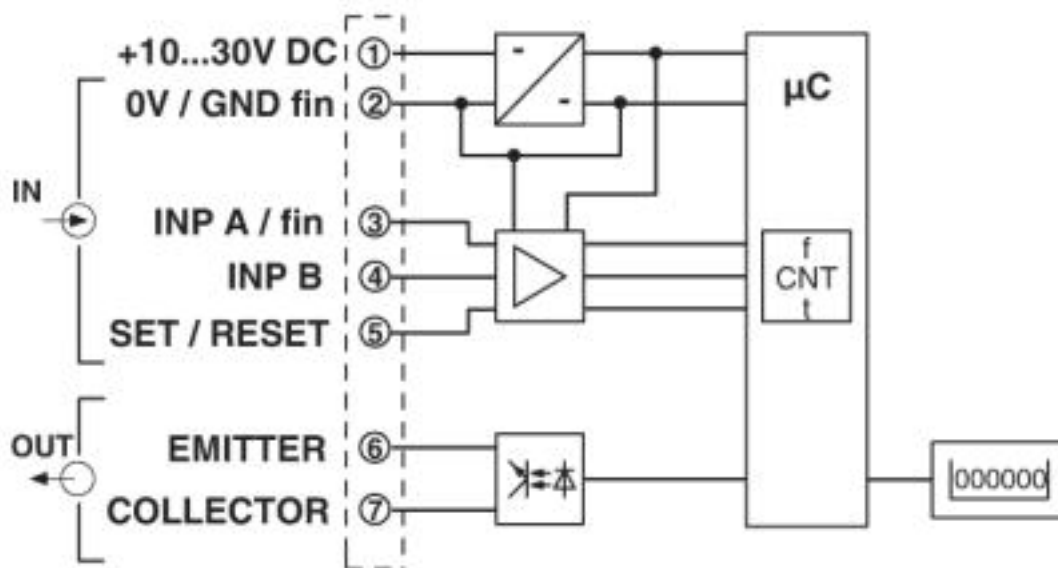 +10...30V DC ①
0V / GND fin ②
- -
µC
IN
INP A / fin ③
INP B ④
SET / RESET ⑤
f
CNT
t
OUT
EMITTER ⑥
COLLECTOR ⑦
000000